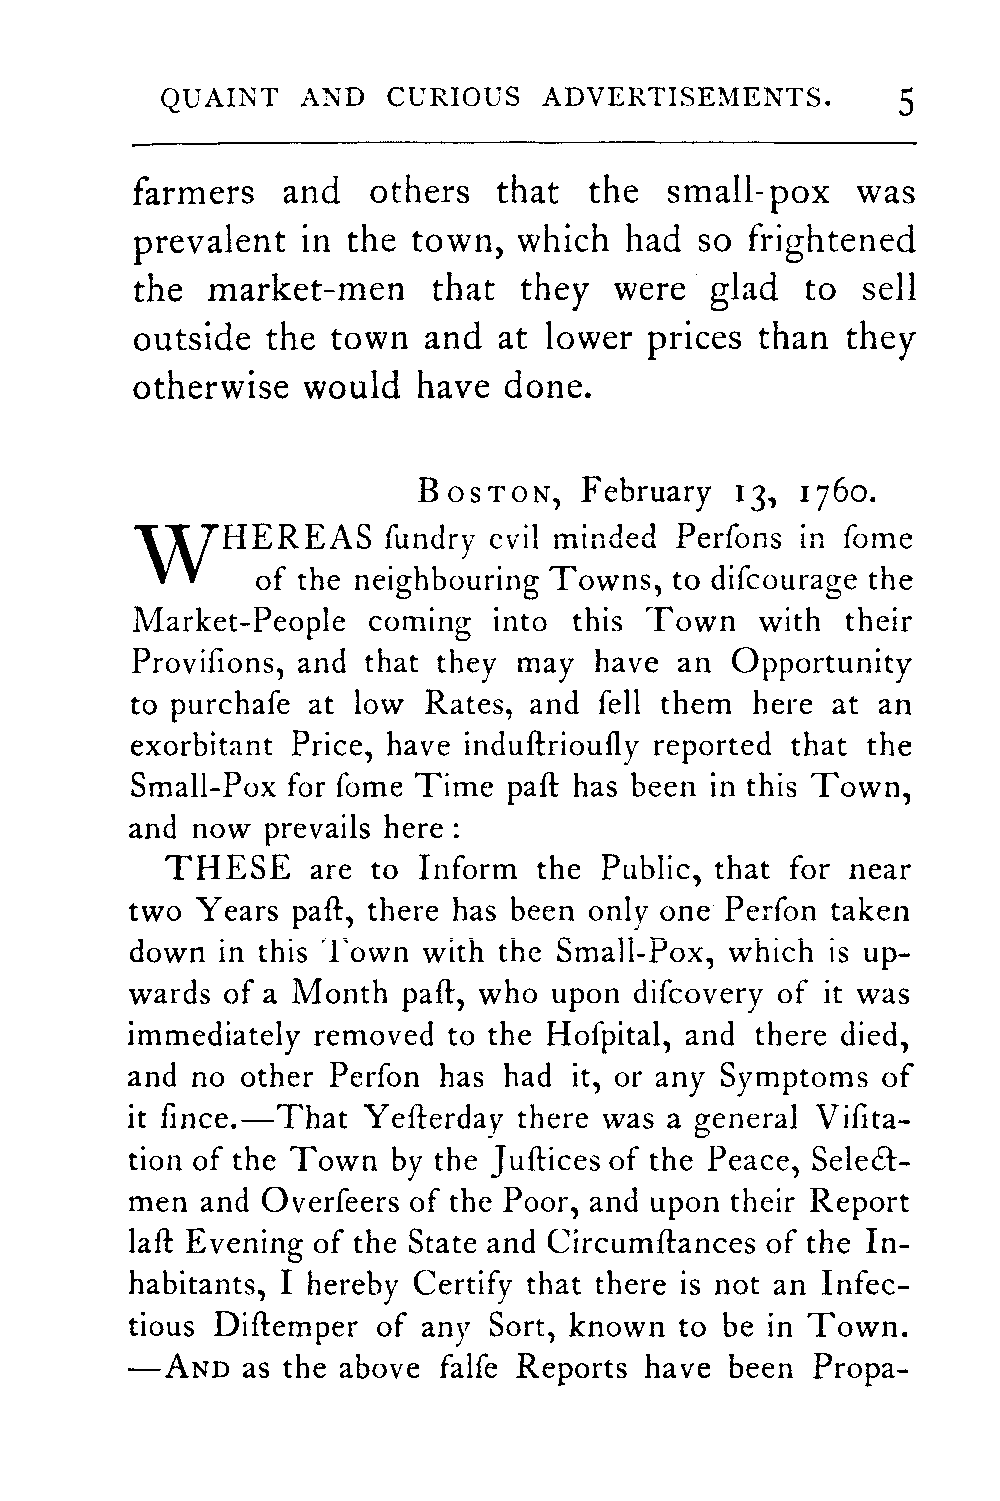 QUAINT AND CURIOUS ADVERTISEMENTS. 5
farmers and others that the small-pox was
prevalent in the town, which had so frightened
the market-men that they were glad to sell
outside the town and at lower prices than they
otherwise would have done.
BOSTON, February 13, 1760.
WHEREAS ſundry evil minded Perſons in ſome
of the neighbouring Towns, to diſcourage the
Market-People coming into this Town with their
Proviſions, and that they may have an Opportunity
to purchaſe at low Rates, and ſell them here at an
exorbitant Price, have induſtriouſly reported that the
Small-Pox for ſome Time paſt has been in this Town,
and now prevails here :
THESE are to Inform the Public, that for near
two Years paſt, there has been only one Perſon taken
down in this Town with the Small-Pox, which is up-
wards of a Month paſt, who upon diſcovery of it was
immediately removed to the Hoſpital, and there died,
and no other Perſon has had it, or any Symptoms of
it ſince.—That Yeſterday there was a general Viſita-
tion of the Town by the Juſtices of the Peace, Select-
men and Overſeers of the Poor, and upon their Report
laſt Evening of the State and Circumſtances of the In-
habitants, I hereby Certify that there is not an Infec-
tious Diſtemper of any Sort, known to be in Town.
—AND as the above falſe Reports have been Propa-